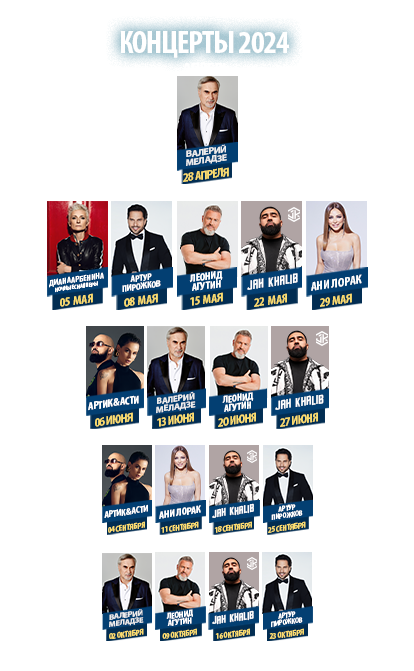 КОНЦЕРТЫ 2024
ВАЛЕРИЙ
МЕЛАДЗЕ
28 АПРЕЛЯ
ДИАНА АРБЕНИНА
НОЧНЫЕ СНАЙПЕРЫ
05 МАЯ
АРТУР
ПИРОЖКОВ
08 МАЯ
ЛЕОНИД
АГУТИН
15 МАЯ
JAH KHALIB
22 МАЯ
АНИ ЛОРАК
29 МАЯ
АРТИК&АСТИ
06 ИЮНЯ
ВАЛЕРИЙ
МЕЛАДЗЕ
13 ИЮНЯ
ЛЕОНИД
АГУТИН
20 ИЮНЯ
JAH KHALIB
27 ИЮНЯ
АРТИК&АСТИ
04 СЕНТЯБРЯ
АНИ ЛОРАК
11 СЕНТЯБРЯ
JAH KHALIB
18 СЕНТЯБРЯ
АРТУР
ПИРОЖКОВ
25 СЕНТЯБРЯ
ВАЛЕРИЙ
МЕЛАДЗЕ
02 ОКТЯБРЯ
ЛЕОНИД
АГУТИН
09 ОКТЯБРЯ
JAH KHALIB
16 ОКТЯБРЯ
АРТУР
ПИРОЖКОВ
23 ОКТЯБРЯ